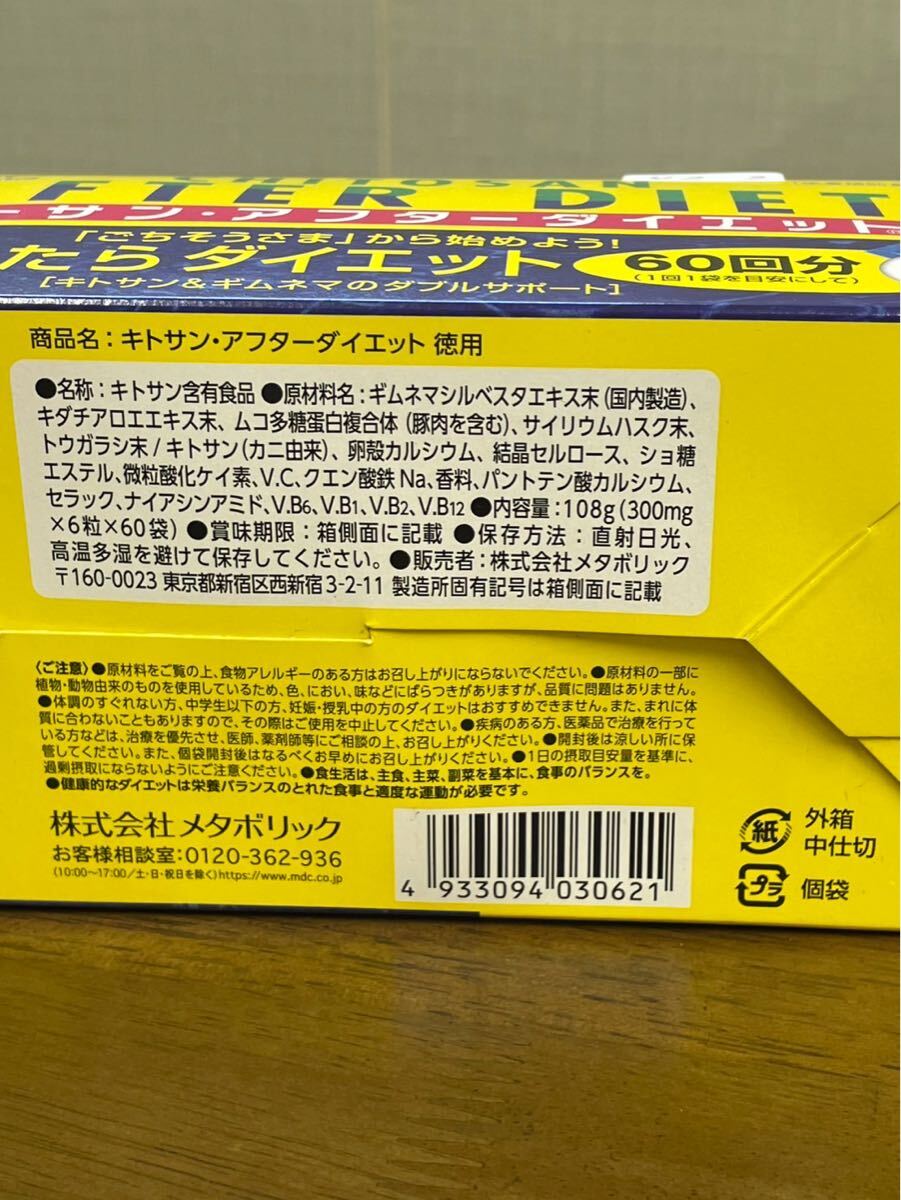 CHITOSAN
FTER DIET
ーサン・アフターダイエット
「ごちそうさま」から始めよう!
たらダイエット
60回分
(1回1袋を目安にして)
[キトサン&ギムネマのダブルサポート]
商品名:キトサン・アフターダイエット 徳用
●名称:キトサン含有食品 ●原材料名:ギムネマシルベスタエキス末(国内製造)、
キダチアロエエキス末、ムコ多糖蛋白複合体(豚肉を含む)、サイリウムハスク末、
トウガラシ末/キトサン(カニ由来)、卵殻カルシウム、結晶セルロース、ショ糖
エステル、微粒酸化ケイ素、V.C、クエン酸鉄Na、香料、パントテン酸カルシウム、
セラック、ナイアシンアミド、V.B6、V.B1、V.B2、V.B12 ●内容量:108g(300mg
×6粒×60袋) ●賞味期限:箱側面に記載 ●保存方法:直射日光、
高温多湿を避けて保存してください。●販売者:株式会社メタボリック
〒160-0023 東京都新宿区西新宿3-2-11 製造所固有記号は箱側面に記載
〈ご注意〉●原材料をご覧の上、食物アレルギーのある方はお召し上がりにならないでください。●原材料の一部に
植物・動物由来のものを使用しているため、色、におい、味などにばらつきがありますが、品質に問題はありません。
●体調のすぐれない方、中学生以下の方、妊娠・授乳中の方のダイエットはおすすめできません。また、まれに体
質に合わないこともありますので、その際はご使用を中止してください。●疾病のある方、医薬品で治療を行って
いる方などは、治療を優先させ、医師、薬剤師等にご相談の上、お召し上がりください。●開封後は涼しい所に保
管してください。また、個袋開封後はなるべくお早めにお召し上がりください。●1日の摂取目安量を基準に、
過剰摂取にならないようにご注意ください。●食生活は、主食、主菜、副菜を基本に、食事のバランスを。
●健康的なダイエットは栄養バランスのとれた食事と適度な運動が必要です。
株式会社メタボリック
お客様相談室:0120-362-936
(10:00〜17:00/土・日・祝日を除く)https://www.mdc.co.jp
4 933094 030621
紙
外箱
中仕切
プラ
個袋